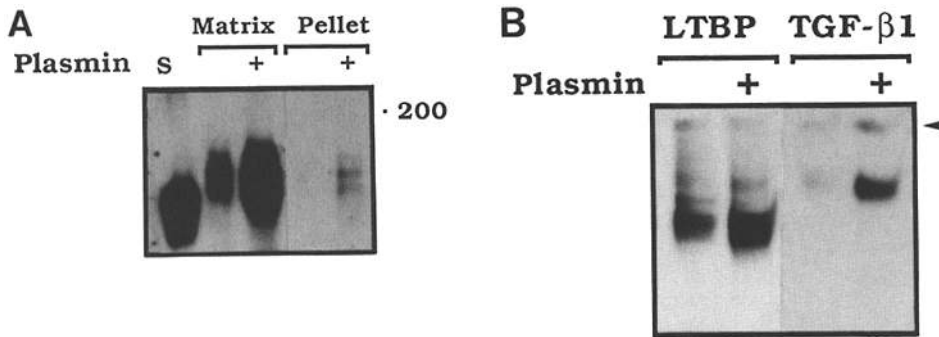 A
Matrix Pellet
Plasmin S + +
· 200
B
LTBP TGF-β1
Plasmin + +